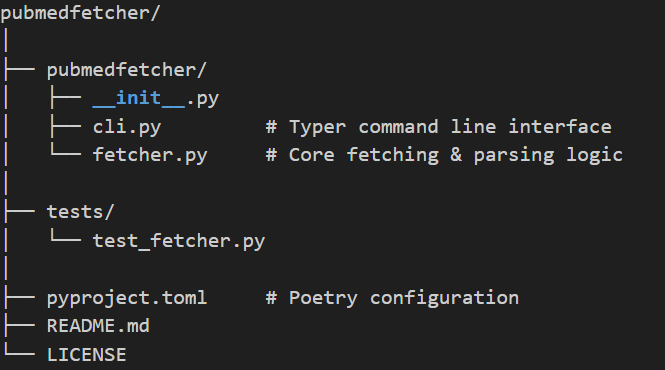 pubmedfetcher/
│
├── pubmedfetcher/
│   ├── __init__.py
│   ├── cli.py         # Typer command line interface
│   └── fetcher.py     # Core fetching & parsing logic
│
├── tests/
│   └── test_fetcher.py
│
├── pyproject.toml     # Poetry configuration
├── README.md
└── LICENSE